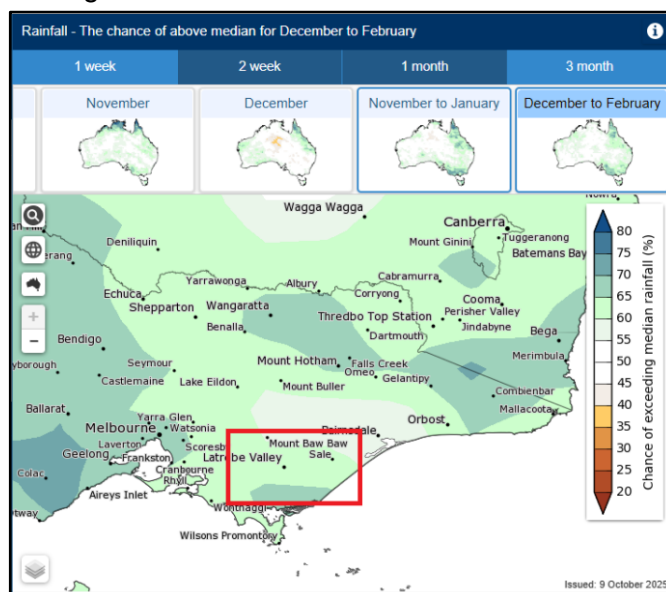 Rainfall - The chance of above median for December to February
1 week
2 week
1 month
3 month
November
December
November to January
December to February
Wagga Wagga
Canberra
Tuggeranong
Mount Ginini
Batemans Bay
Deniliquin
Cabramurra
Yarrawonga
Albury
Corryong
Echuca
Shepparton
Wangaratta
Cooma
Perisher Valley
Thredbo Top Station
Jindabyne
Benalla
Dartmouth
Bega
Bendigo
Merimbula
Seymour
Mount Hotham
Falls Creek
Omeo
Gelantipy
yborough
Castlemaine
Lake Eildon
Mount Buller
Combienbar
Ballarat
Mallacoota
Yarra Glen
Orbost
Melbourne
Watsonia
Bairnsdale
Laverton
Scoresb
Mount Baw Baw
Geelong
Frankston
Latrobe Valley
Sale
Colac
Cranbourne
Rhyll
Aireys Inlet
Wonthaggi
otway
Wilsons Promontory
80
75
70
65
60
55
50
45
40
35
30
25
20
Chance of exceeding median rainfall (%)
Issued: 9 October 2025